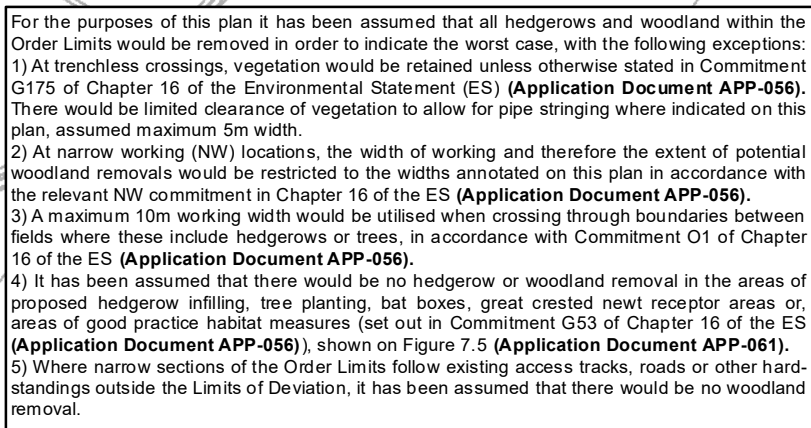 For the purposes of this plan it has been assumed that all hedgerows and woodland within the
Order Limits would be removed in order to indicate the worst case, with the following exceptions:
1) At trenchless crossings, vegetation would be retained unless otherwise stated in Commitment
G175 of Chapter 16 of the Environmental Statement (ES) (Application Document APP-056).
There would be limited clearance of vegetation to allow for pipe stringing where indicated on this
plan, assumed maximum 5m width.
2) At narrow working (NW) locations, the width of working and therefore the extent of potential
woodland removals would be restricted to the widths annotated on this plan in accordance with
the relevant NW commitment in Chapter 16 of the ES (Application Document APP-056).
3) A maximum 10m working width would be utilised when crossing through boundaries between
fields where these include hedgerows or trees, in accordance with Commitment O1 of Chapter
16 of the ES (Application Document APP-056).
4) It has been assumed that there would be no hedgerow or woodland removal in the areas of
proposed hedgerow infilling, tree planting, bat boxes, great crested newt receptor areas or,
areas of good practice habitat measures (set out in Commitment G53 of Chapter 16 of the ES
(Application Document APP-056)), shown on Figure 7.5 (Application Document APP-061).
5) Where narrow sections of the Order Limits follow existing access tracks, roads or other hard-
standings outside the Limits of Deviation, it has been assumed that there would be no woodland
removal.